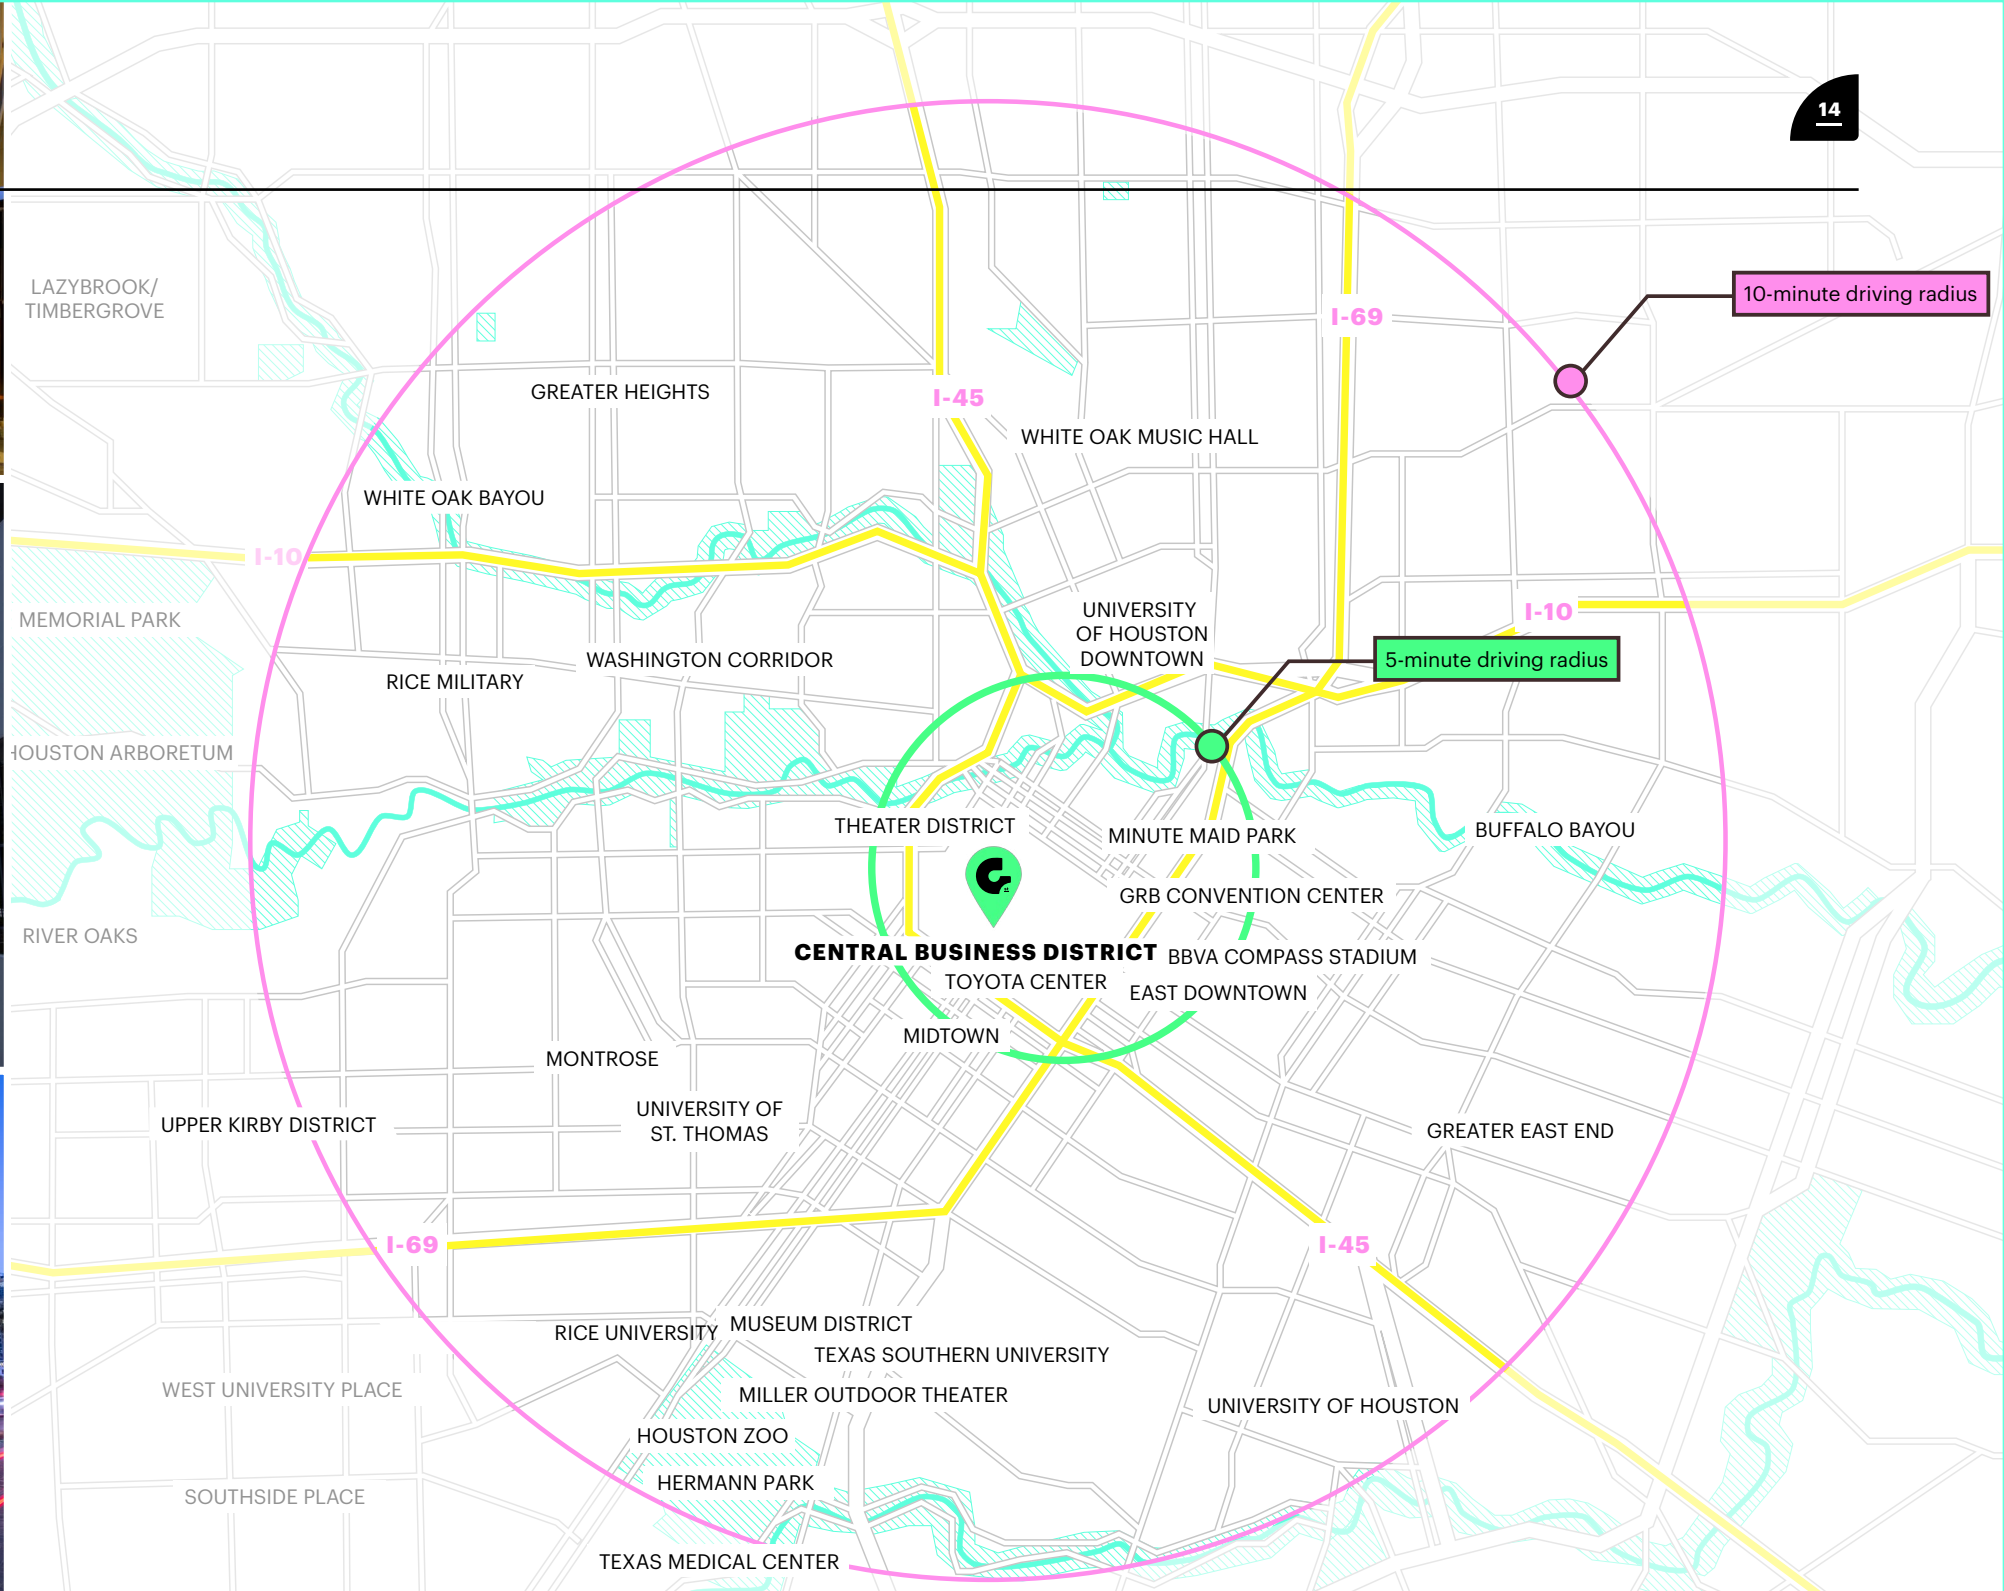 14
LAZYBROOK/
TIMBERGROVE
10-minute driving radius
I-69
GREATER HEIGHTS
I-45
WHITE OAK MUSIC HALL
WHITE OAK BAYOU
I-10
MEMORIAL PARK
UNIVERSITY
OF HOUSTON
DOWNTOWN
I-10
5-minute driving radius
WASHINGTON CORRIDOR
RICE MILITARY
HOUSTON ARBORETUM
THEATER DISTRICT
MINUTE MAID PARK
BUFFALO BAYOU
GRB CONVENTION CENTER
RIVER OAKS
CENTRAL BUSINESS DISTRICT
BBVA COMPASS STADIUM
TOYOTA CENTER
EAST DOWNTOWN
MIDTOWN
MONTROSE
UPPER KIRBY DISTRICT
UNIVERSITY OF
ST. THOMAS
GREATER EAST END
I-69
I-45
RICE UNIVERSITY
MUSEUM DISTRICT
TEXAS SOUTHERN UNIVERSITY
WEST UNIVERSITY PLACE
MILLER OUTDOOR THEATER
UNIVERSITY OF HOUSTON
HOUSTON ZOO
HERMANN PARK
SOUTHSIDE PLACE
TEXAS MEDICAL CENTER